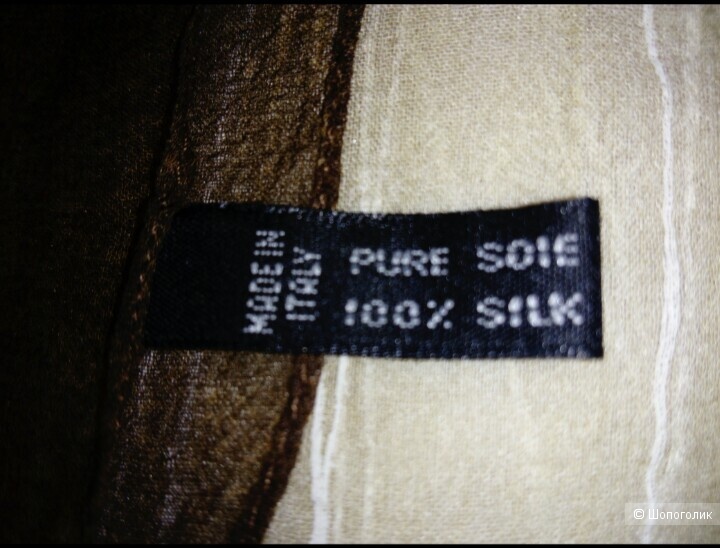 MADE IN
ITALY
PURE SOIE
100% SILK
© Шопоголик